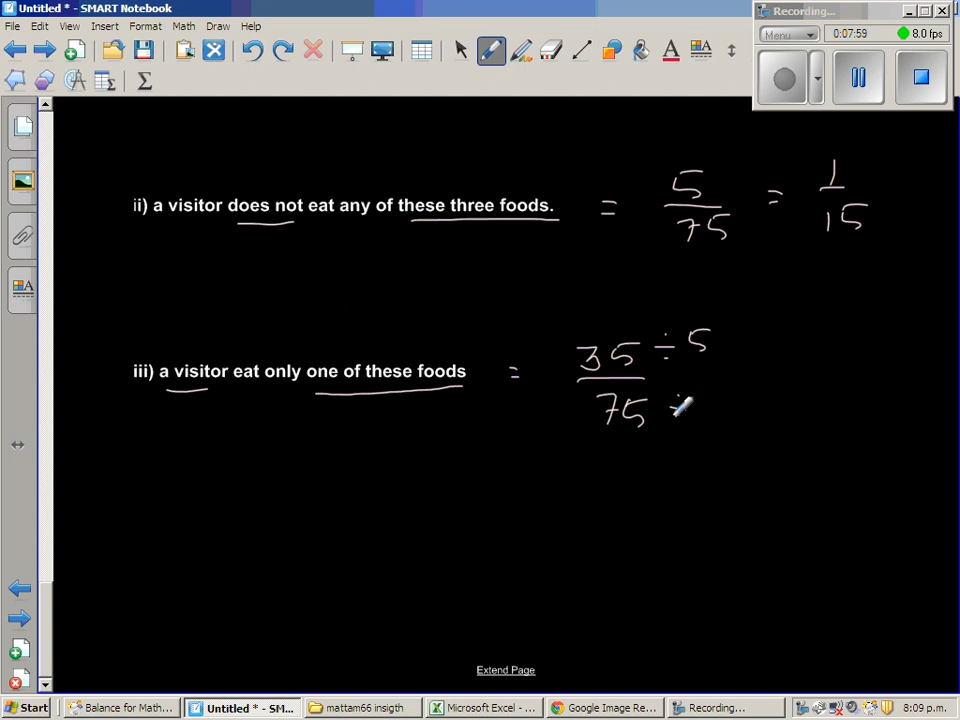 Untitled * - SMART Notebook
Recording...
File Edit View Insert Format Math Draw Help
Menu 0:07:59 8.0 fps
A Σ
ii) a visitor does not eat any of these three foods. = 5/75 = 1/15
iii) a visitor eat only one of these foods = 35 ÷ 5
75 ÷
Extend Page
Start Balance for Math... Untitled * - SM... mattam66 insigth Microsoft Excel - ... Google Image Re... Recording... 8:09 p.m.